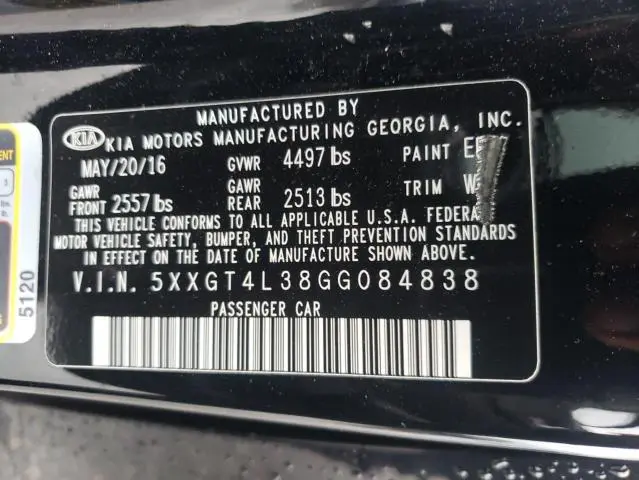 MANUFACTURED BY
KIA KIA MOTORS MANUFACTURING GEORGIA, INC.
MAY/20/16 GVWR 4497 lbs PAINT
GAWR FRONT 2557 lbs GAWR REAR 2513 lbs TRIM
THIS VEHICLE CONFORMS TO ALL APPLICABLE U.S.A. FEDERA
MOTOR VEHICLE SAFETY, BUMPER, AND THEFT PREVENTION STANDARDS
IN EFFECT ON THE DATE OF MANUFACTURE SHOWN ABOVE.
V.I.N. 5XXGT4L38GG084838
PASSENGER CAR
5120